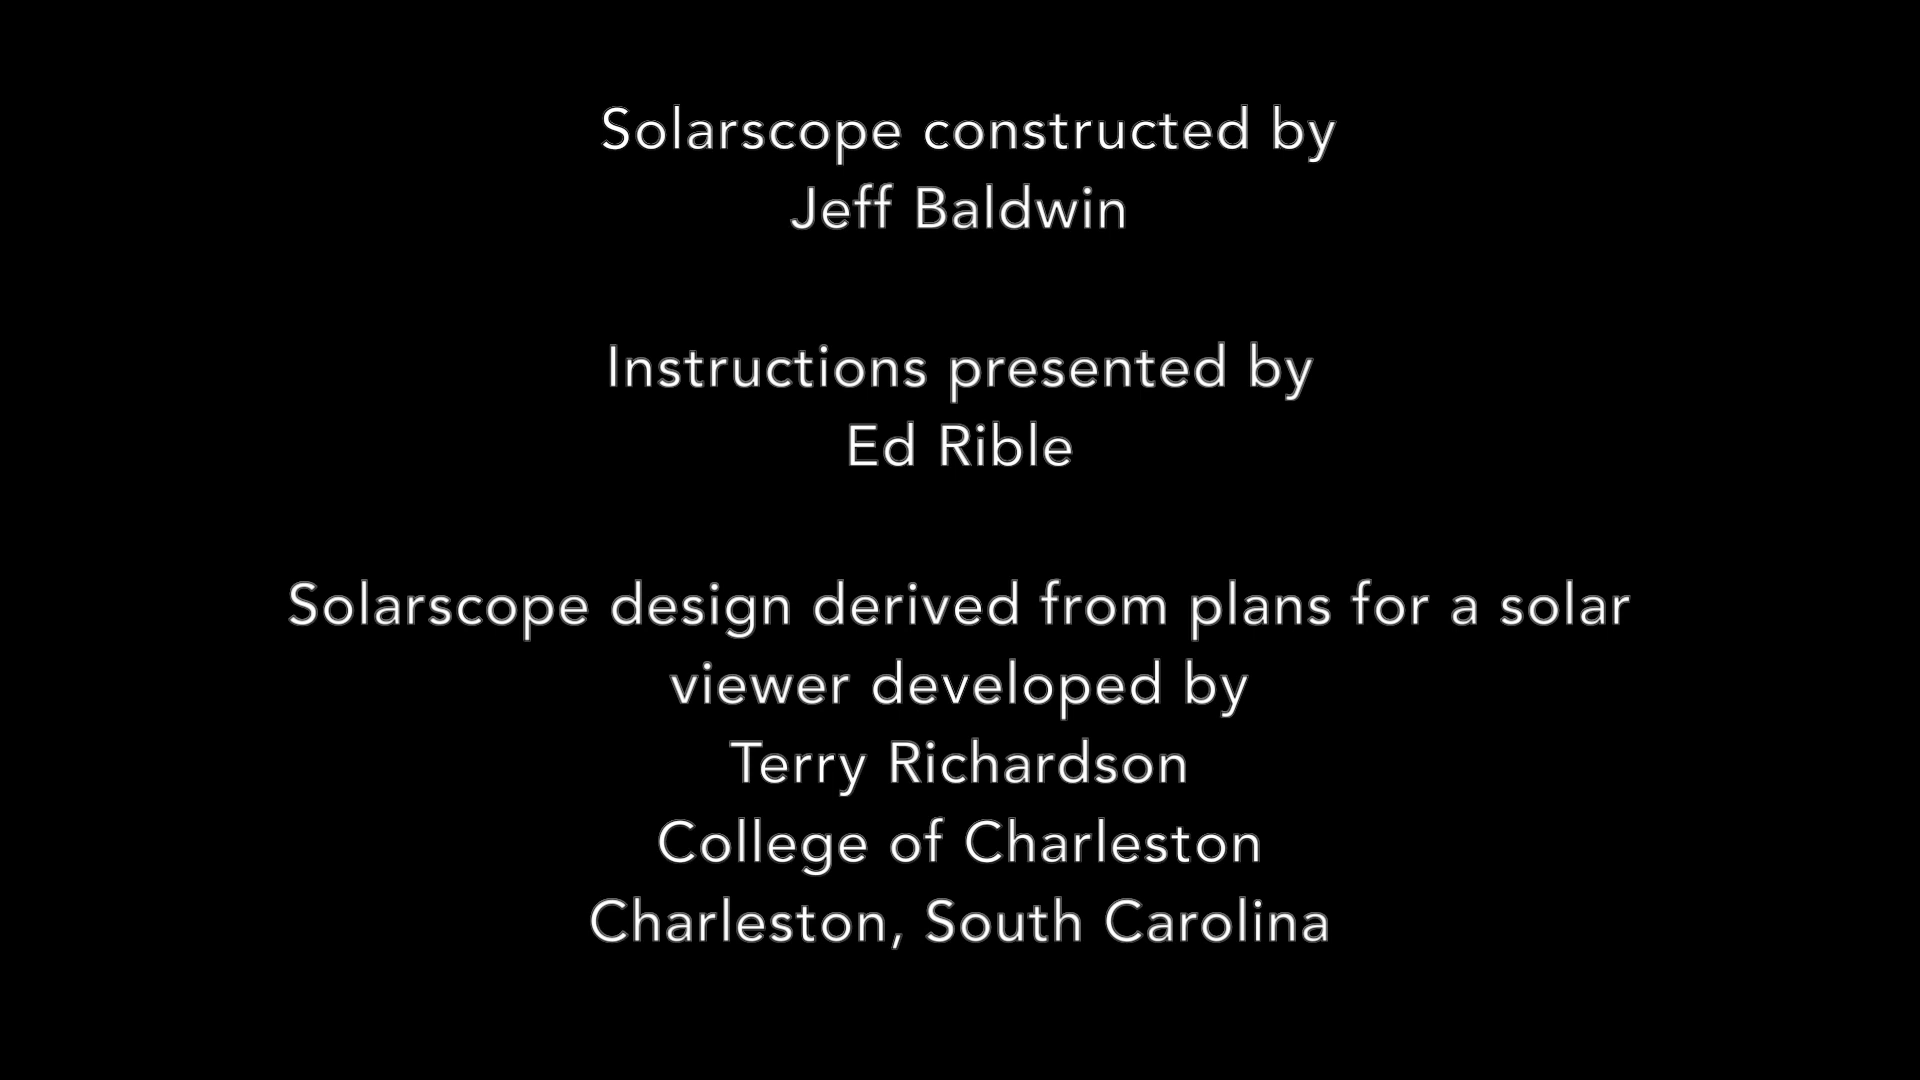 Solarscope constructed by
Jeff Baldwin
Instructions presented by
Ed Rible
Solarscope design derived from plans for a solar
viewer developed by
Terry Richardson
College of Charleston
Charleston, South Carolina